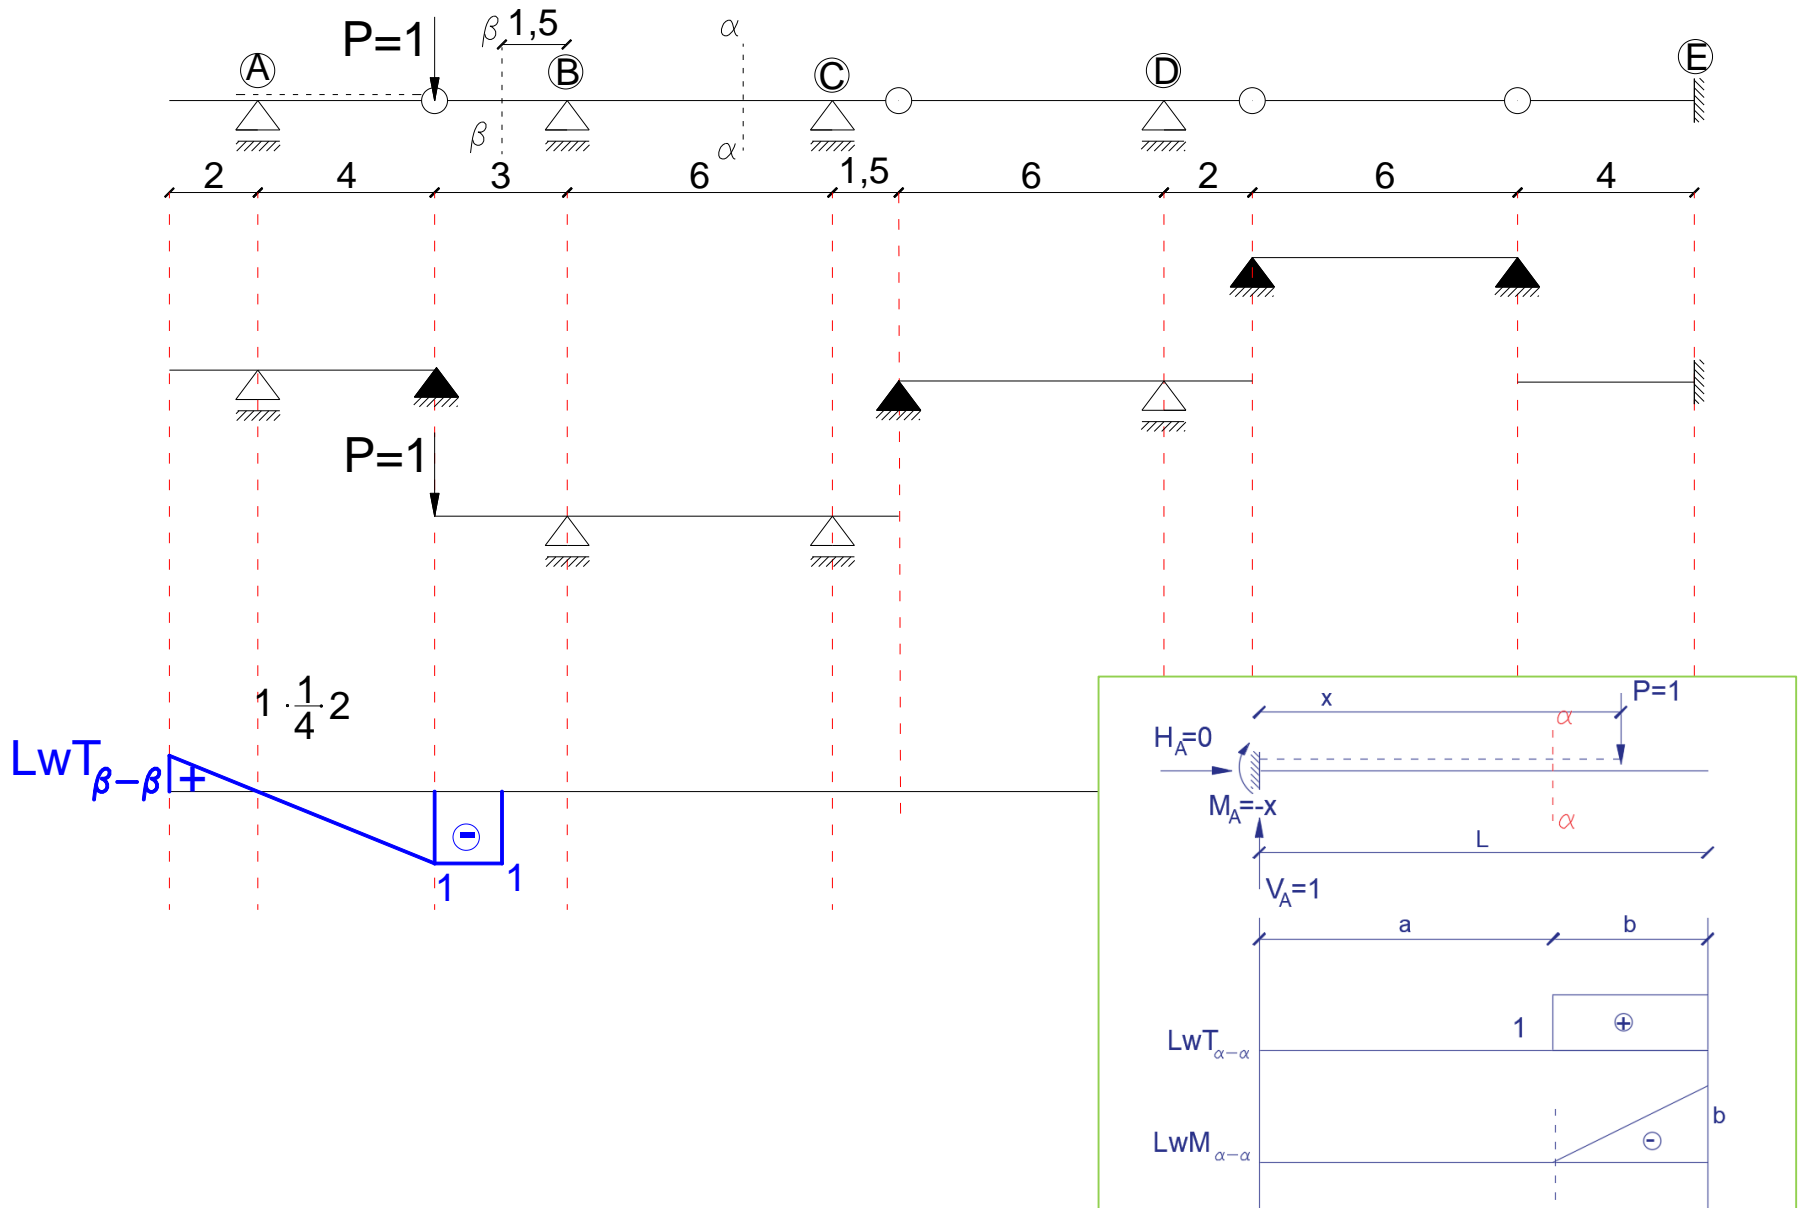 P=1
β 1,5
α
A
B
C
D
E
β
α
2 4 3 6 1,5 6 2 6 4
P=1
1 · 1/4 · 2
LwTβ–β
+
-
1
1
x
P=1
α
HA=0
MA=-x
α
L
VA=1
a
b
1
+
LwTα–α
b
-
LwMα–α